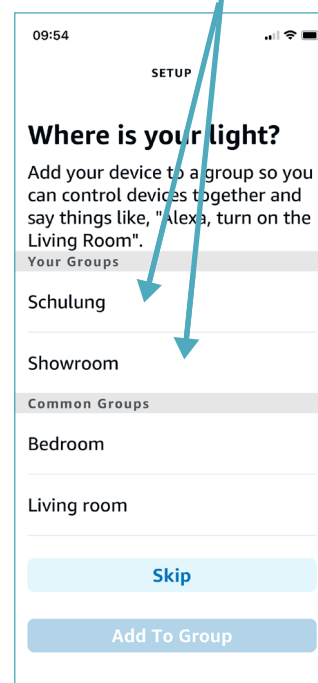 09:54
SETUP
Where is your light?
Add your device to a group so you
can control devices together and
say things like, "Alexa, turn on the
Living Room".
Your Groups
Schulung
Showroom
Common Groups
Bedroom
Living room
Skip
Add To Group